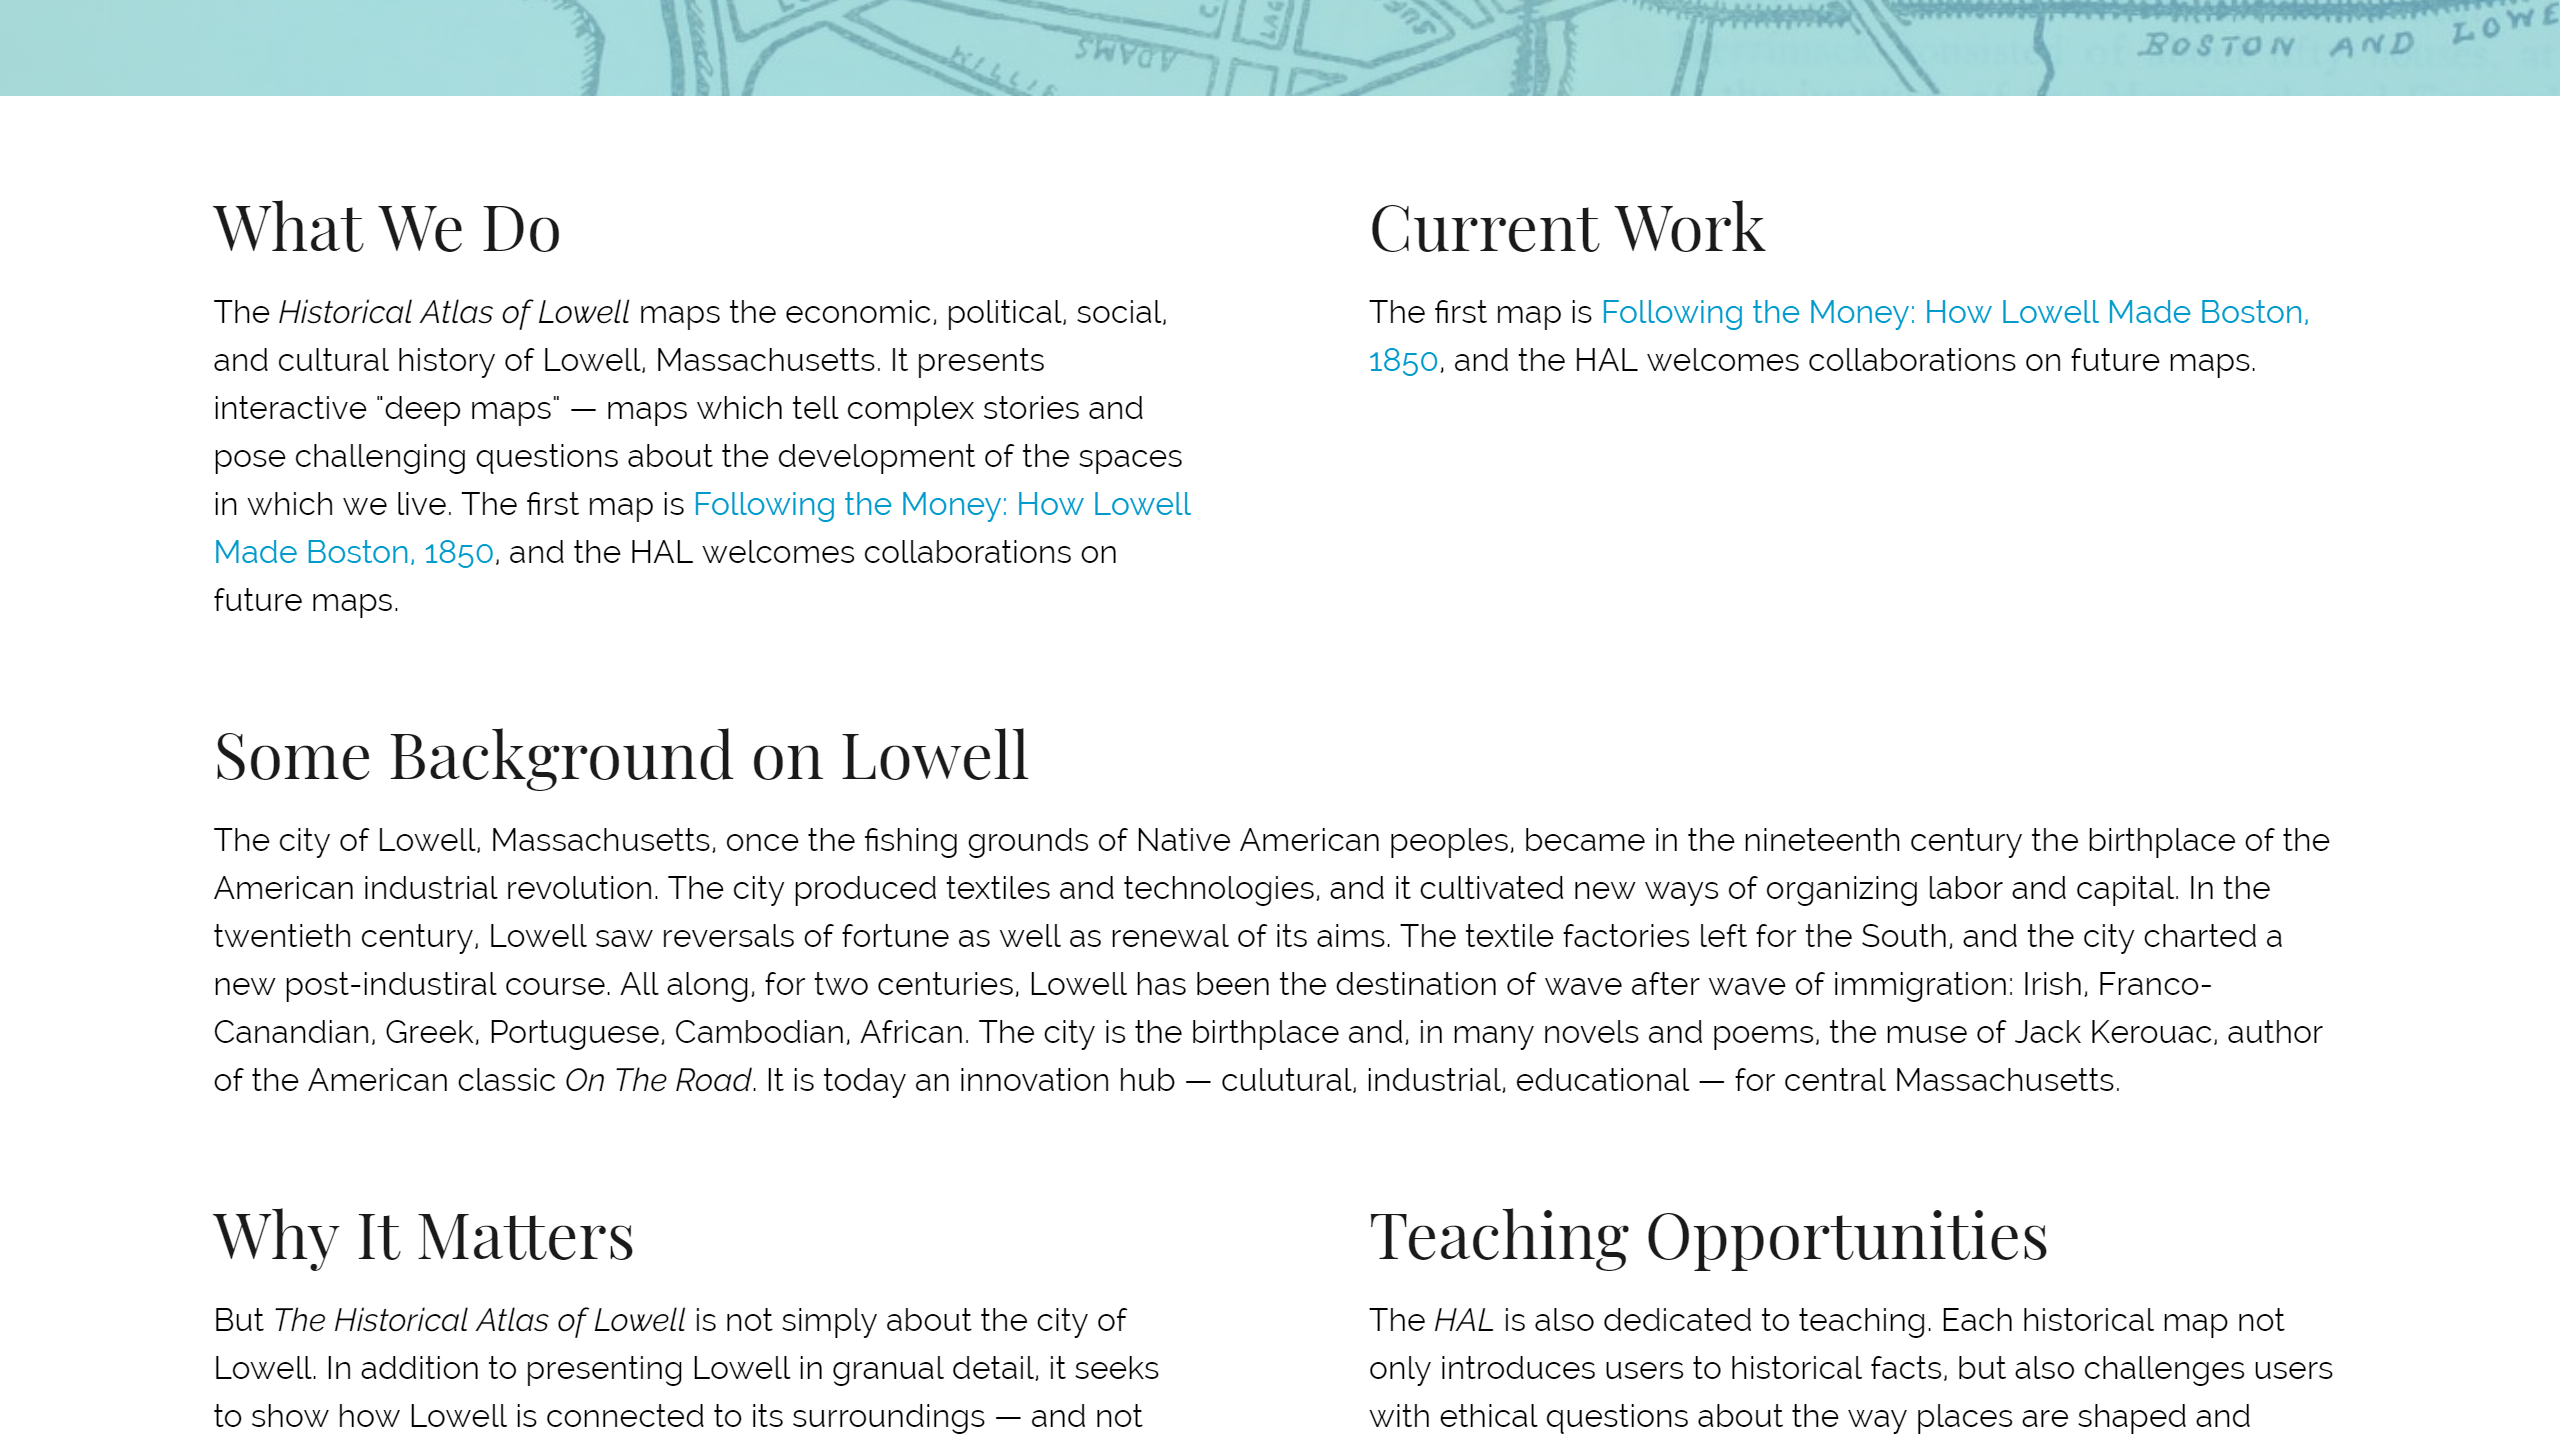 WILLIE
ADAMS
BOSTON AND LOWE
What We Do
The Historical Atlas of Lowell maps the economic, political, social,
and cultural history of Lowell, Massachusetts. It presents
interactive "deep maps" — maps which tell complex stories and
pose challenging questions about the development of the spaces
in which we live. The first map is Following the Money: How Lowell
Made Boston, 1850, and the HAL welcomes collaborations on
future maps.
Current Work
The first map is Following the Money: How Lowell Made Boston,
1850, and the HAL welcomes collaborations on future maps.
Some Background on Lowell
The city of Lowell, Massachusetts, once the fishing grounds of Native American peoples, became in the nineteenth century the birthplace of the
American industrial revolution. The city produced textiles and technologies, and it cultivated new ways of organizing labor and capital. In the
twentieth century, Lowell saw reversals of fortune as well as renewal of its aims. The textile factories left for the South, and the city charted a
new post-industiral course. All along, for two centuries, Lowell has been the destination of wave after wave of immigration: Irish, Franco-
Canandian, Greek, Portuguese, Cambodian, African. The city is the birthplace and, in many novels and poems, the muse of Jack Kerouac, author
of the American classic On The Road. It is today an innovation hub — culutural, industrial, educational — for central Massachusetts.
Why It Matters
But The Historical Atlas of Lowell is not simply about the city of
Lowell. In addition to presenting Lowell in granual detail, it seeks
to show how Lowell is connected to its surroundings — and not
Teaching Opportunities
The HAL is also dedicated to teaching. Each historical map not
only introduces users to historical facts, but also challenges users
with ethical questions about the way places are shaped and